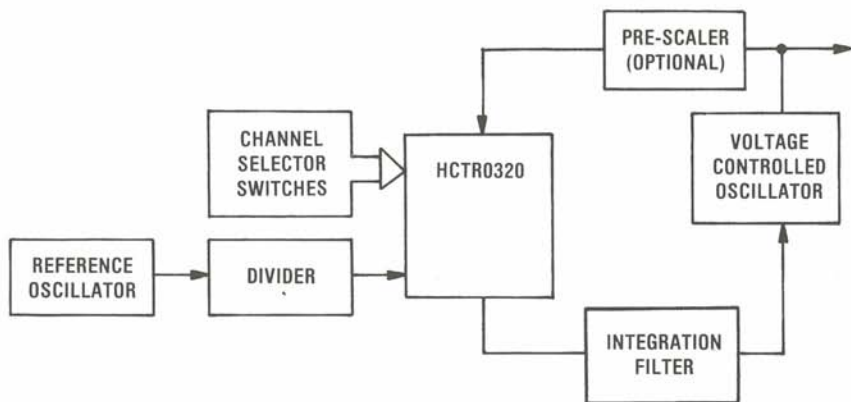 PRE-SCALER
(OPTIONAL)
CHANNEL
SELECTOR
SWITCHES
HCTR0320
VOLTAGE
CONTROLLED
OSCILLATOR
REFERENCE
OSCILLATOR
DIVIDER
INTEGRATION
FILTER